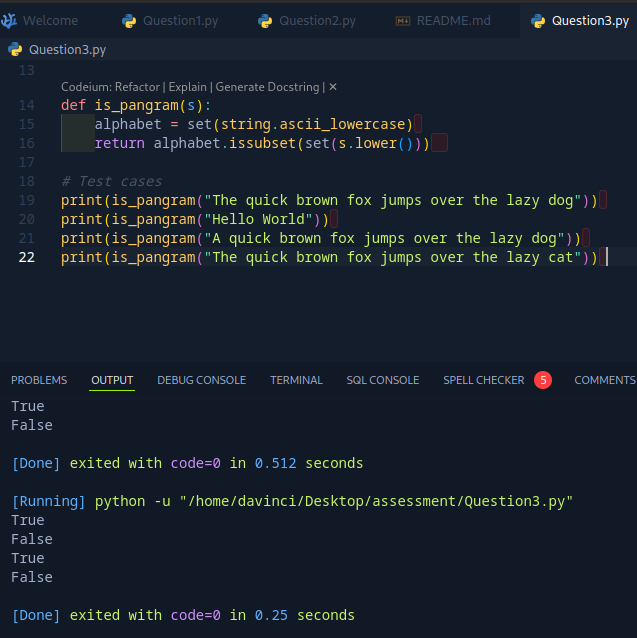 Welcome Question1.py Question2.py README.md Question3.py
Question3.py
13
Codeium: Refactor | Explain | Generate Docstring | ✕
14 def is_pangram(s):
15     alphabet = set(string.ascii_lowercase)
16     return alphabet.issubset(set(s.lower()))
17
18 # Test cases
19 print(is_pangram("The quick brown fox jumps over the lazy dog"))
20 print(is_pangram("Hello World"))
21 print(is_pangram("A quick brown fox jumps over the lazy dog"))
22 print(is_pangram("The quick brown fox jumps over the lazy cat"))
PROBLEMS OUTPUT DEBUG CONSOLE TERMINAL SQL CONSOLE SPELL CHECKER 5 COMMENTS
True
False
[Done] exited with code=0 in 0.512 seconds
[Running] python -u "/home/davinci/Desktop/assessment/Question3.py"
True
False
True
False
[Done] exited with code=0 in 0.25 seconds